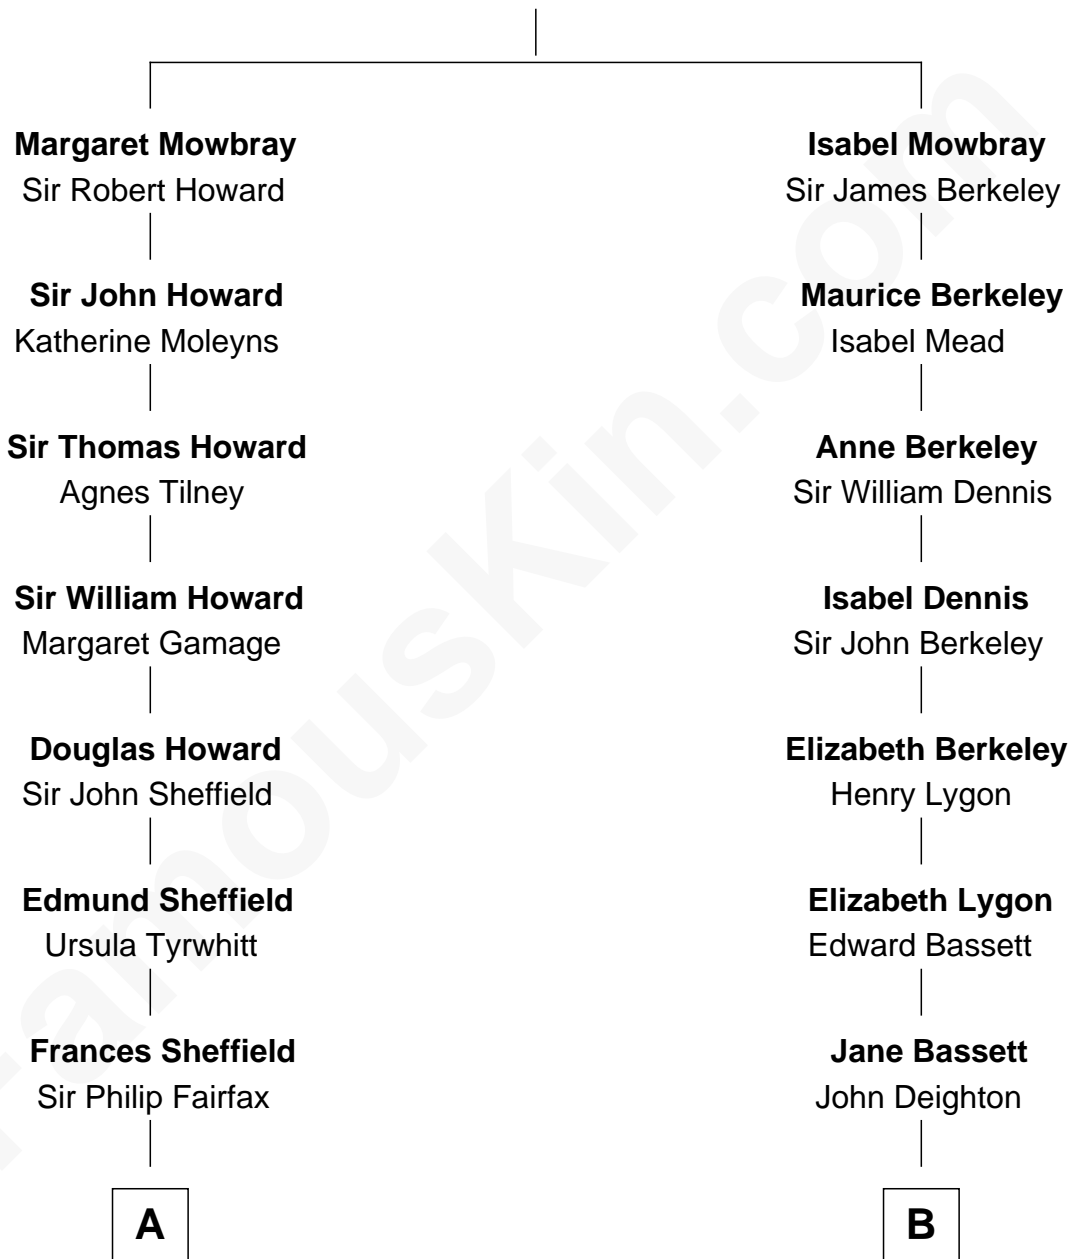 Margaret Mowbray
Sir Robert Howard
Sir John Howard
Katherine Moleyns
Sir Thomas Howard
Agnes Tilney
Sir William Howard
Margaret Gamage
Douglas Howard
Sir John Sheffield
Edmund Sheffield
Ursula Tyrwhitt
Frances Sheffield
Sir Philip Fairfax
A
Isabel Mowbray
Sir James Berkeley
Maurice Berkeley
Isabel Mead
Anne Berkeley
Sir William Dennis
Isabel Dennis
Sir John Berkeley
Elizabeth Berkeley
Henry Lygon
Elizabeth Lygon
Edward Bassett
Jane Bassett
John Deighton
B
FamousKin.com